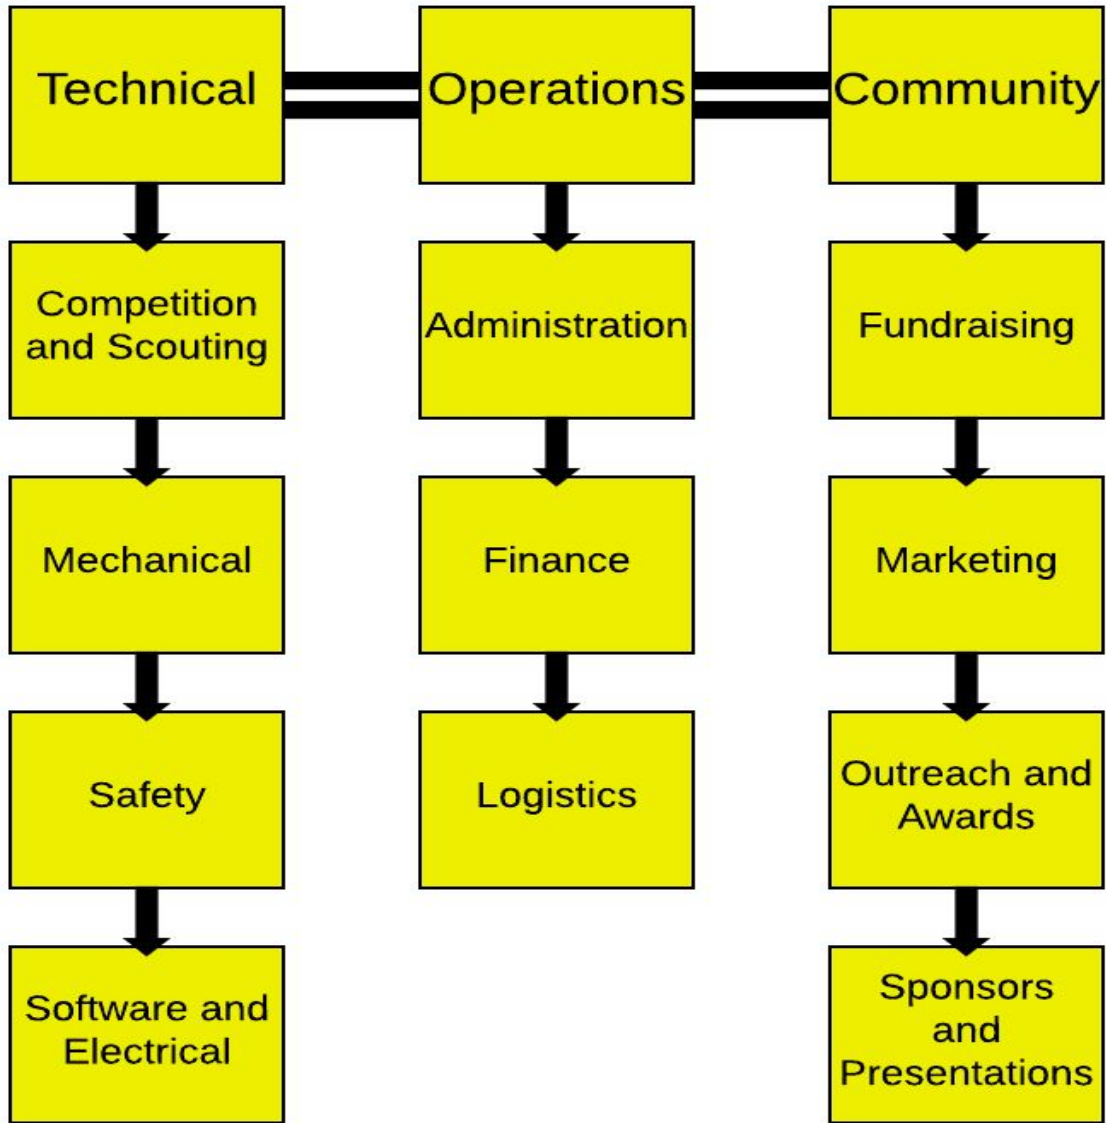 Technical
Operations
Community
Competition
and Scouting
Administration
Fundraising
Mechanical
Finance
Marketing
Safety
Logistics
Outreach and
Awards
Software and
Electrical
Sponsors
and
Presentations